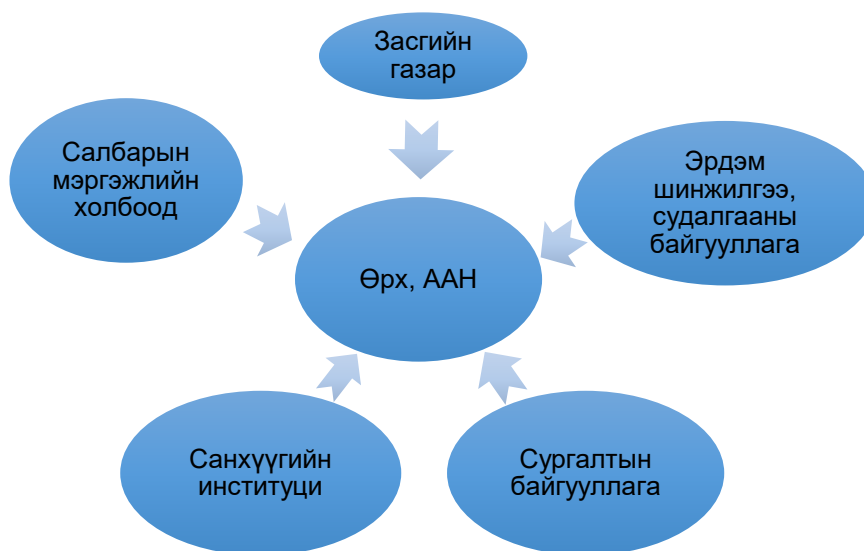 Засгийн
газар
Салбарын
мэргэжлийн
холбоод
Эрдэм
шинжилгээ,
судалгааны
байгууллага
Өрх, ААН
Санхүүгийн
институци
Сургалтын
байгууллага